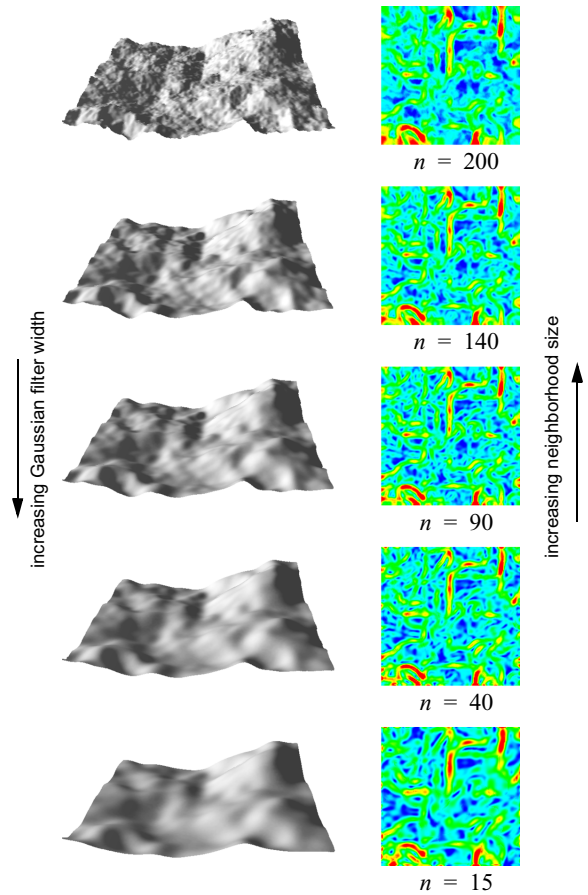 n = 200
n = 140
increasing Gaussian filter width
increasing neighborhood size
n = 90
n = 40
n = 15